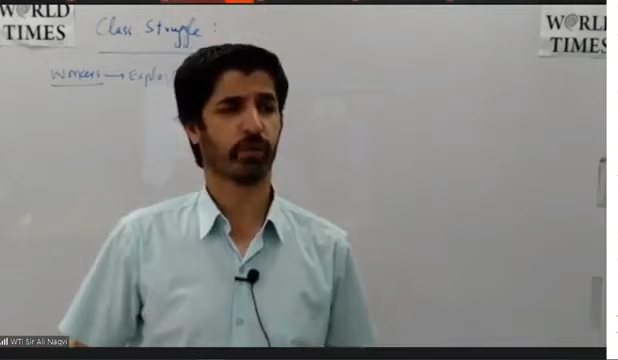 WORLD
TIMES
Class Struggle :
WORLD
TIMES
Workers → Exploi
WTI Sir Ali Naqvi